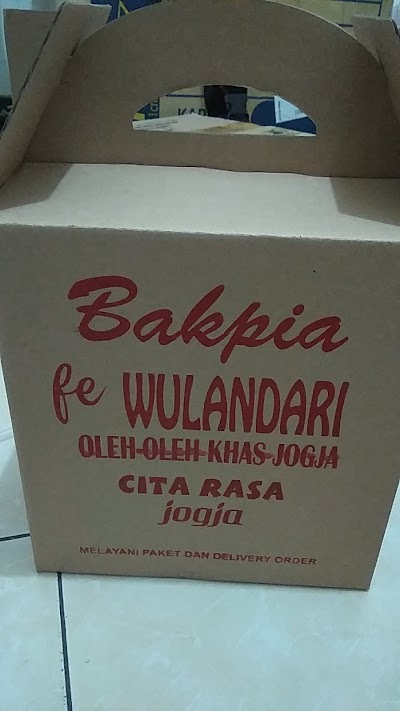 Bakpia
fe WULANDARI
OLEH-OLEH KHAS JOGJA
CITA RASA
jogja
MELAYANI PAKET DAN DELIVERY ORDER